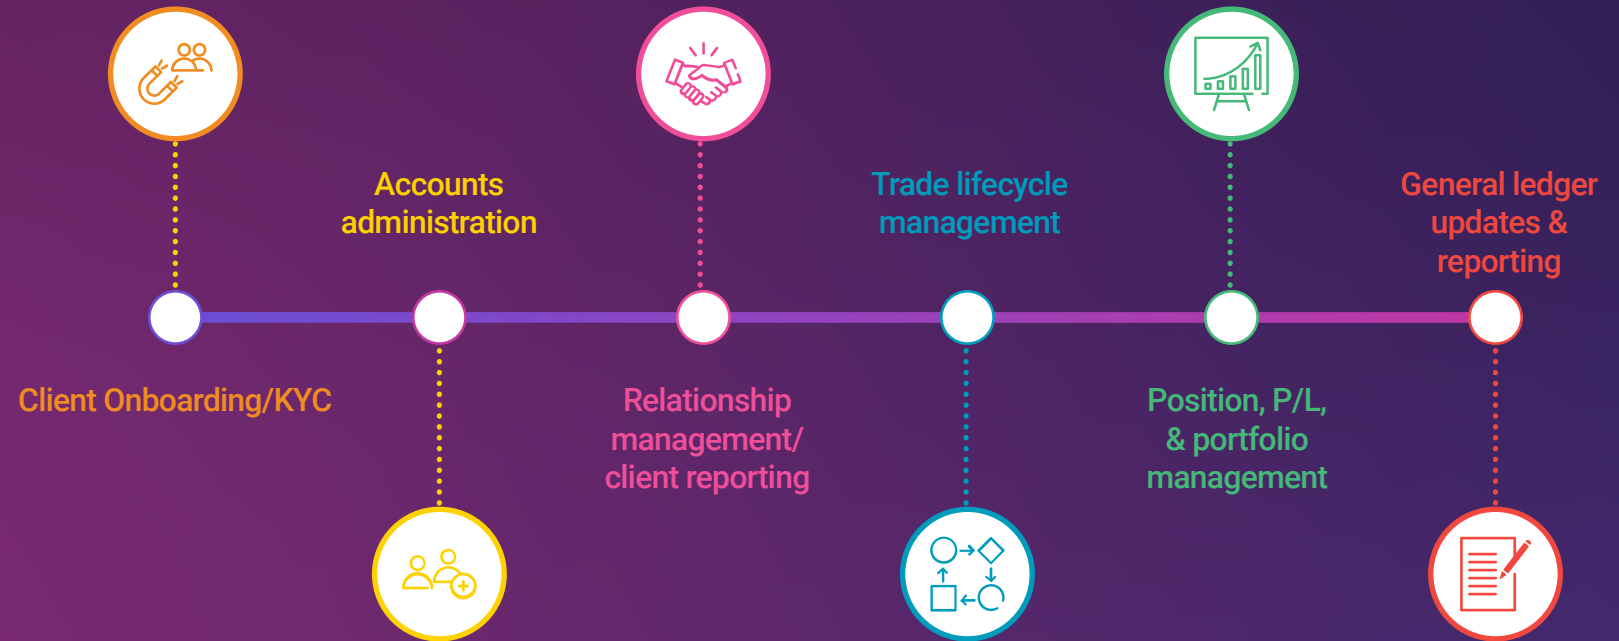 Client Onboarding/KYC
Accounts
administration
Relationship
management/
client reporting
Trade lifecycle
management
Position, P/L,
& portfolio
management
General ledger
updates &
reporting